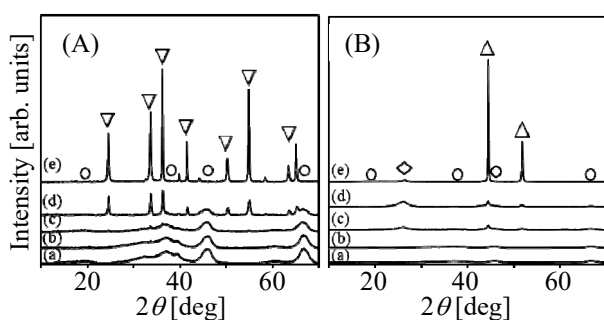 (A)
(B)
Intensity [arb. units]
(e)
(d)
(c)
(b)
(a)
(e)
(d)
(c)
(b)
(a)
20
40
60
20
40
60
2θ [deg]
2θ [deg]